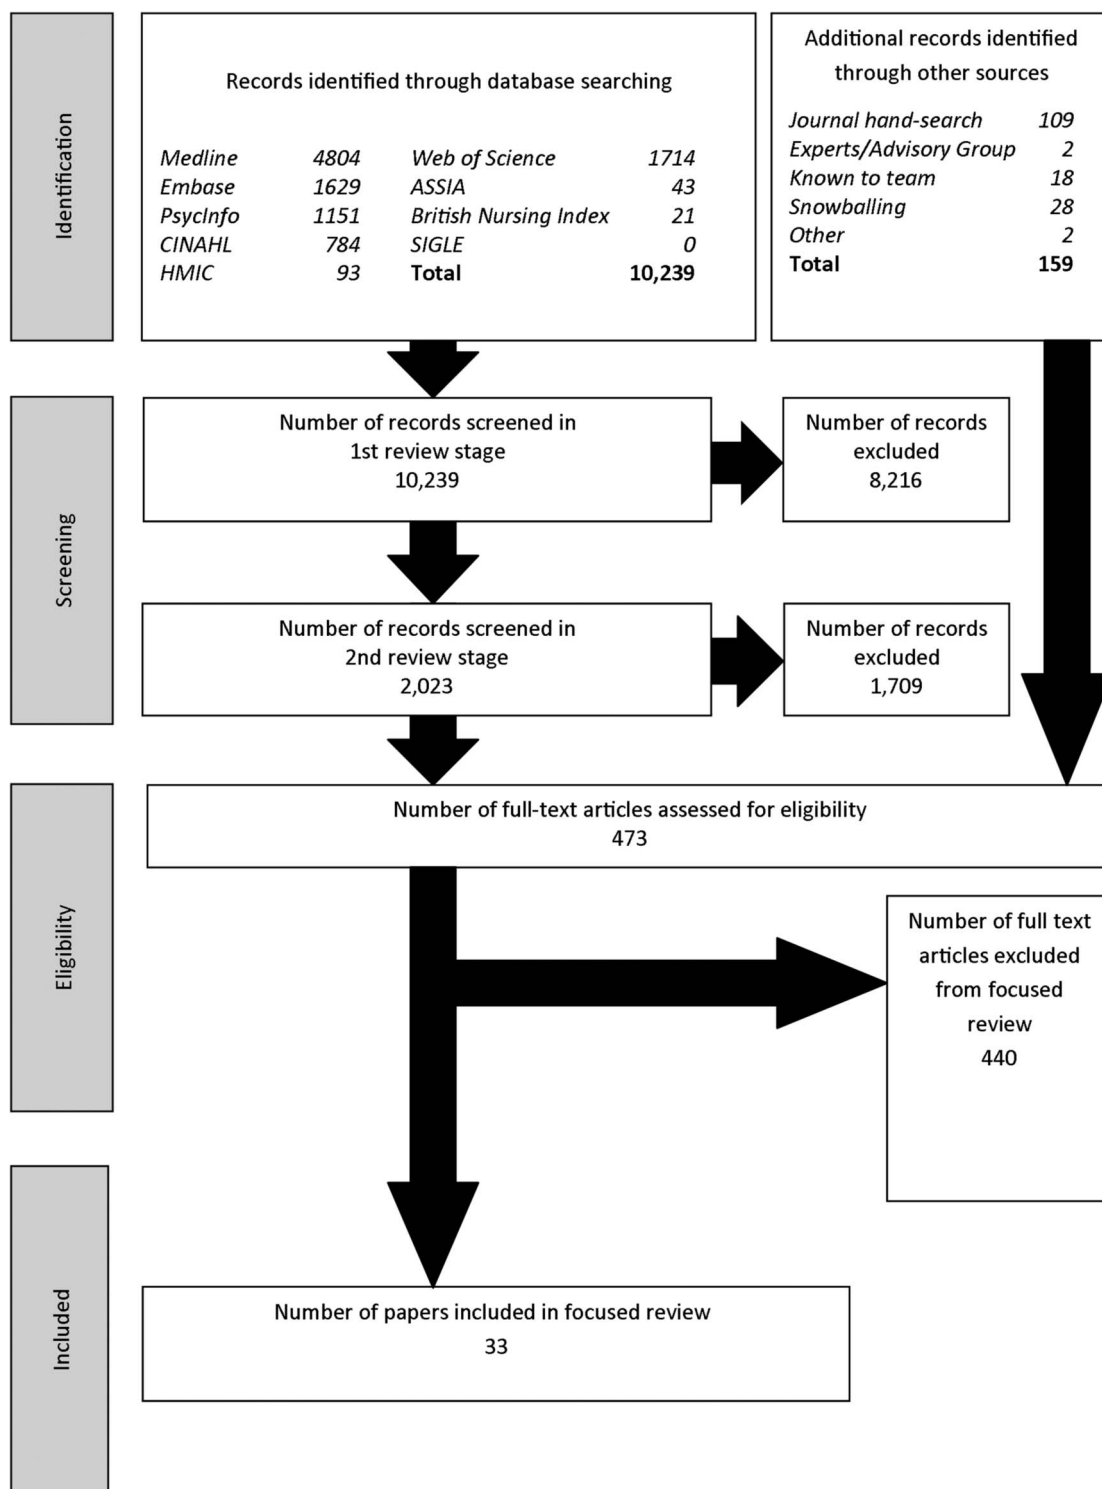 Identification
Records identified through database searching
Medline 4804 Web of Science 1714
Embase 1629 ASSIA 43
PsycInfo 1151 British Nursing Index 21
CINAHL 784 SIGLE 0
HMIC 93 Total 10,239
Additional records identified
through other sources
Journal hand-search 109
Experts/Advisory Group 2
Known to team 18
Snowballing 28
Other 2
Total 159
Screening
Number of records screened in
1st review stage
10,239
Number of records
excluded
8,216
Number of records screened in
2nd review stage
2,023
Number of records
excluded
1,709
Eligibility
Number of full-text articles assessed for eligibility
473
Number of full text
articles excluded
from focused
review
440
Included
Number of papers included in focused review
33